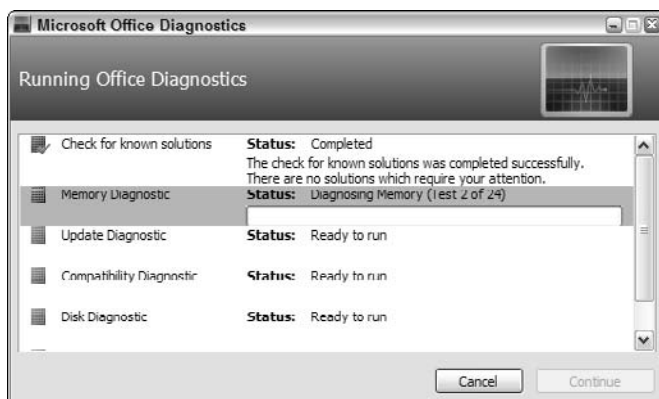 Microsoft Office Diagnostics
Running Office Diagnostics
Check for known solutions Status: Completed
The check for known solutions was completed successfully.
There are no solutions which require your attention.
Memory Diagnostic Status: Diagnosing Memory (Test 2 of 24)
Update Diagnostic Status: Ready to run
Compatibility Diagnostic Status: Ready to run
Disk Diagnostic Status: Ready to run
Cancel Continue